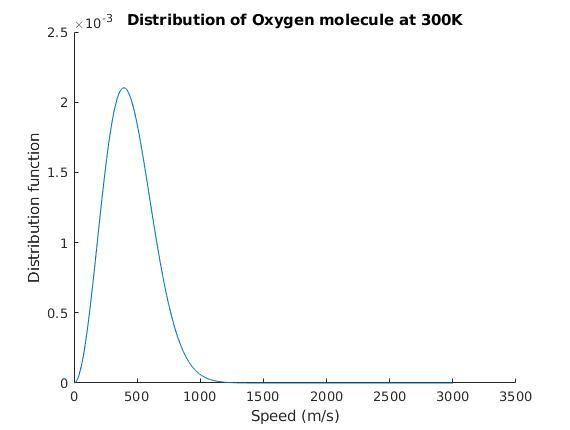 ×10^-3
Distribution of Oxygen molecule at 300K
2.5
2
1.5
1
0.5
0
Distribution function
0 500 1000 1500 2000 2500 3000 3500
Speed (m/s)